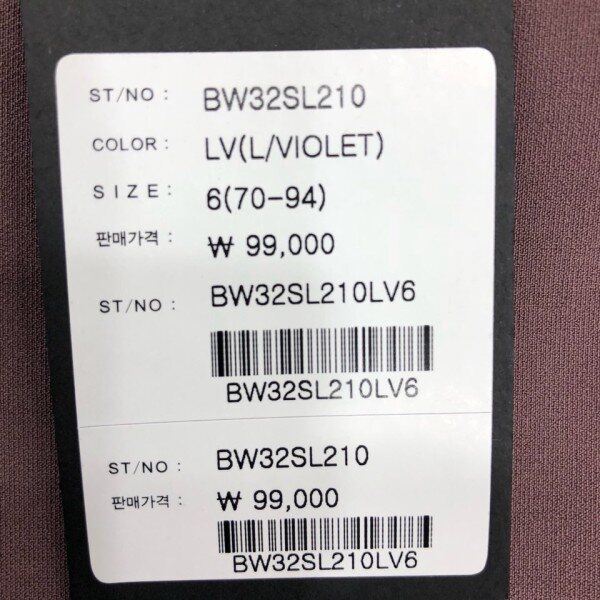 ST/NO : BW32SL210
COLOR : LV(L/VIOLET)
SIZE : 6(70-94)
판매가격 : ₩ 99,000
ST/NO : BW32SL210LV6
BW32SL210LV6
ST/NO : BW32SL210
판매가격 : ₩ 99,000
BW32SL210LV6